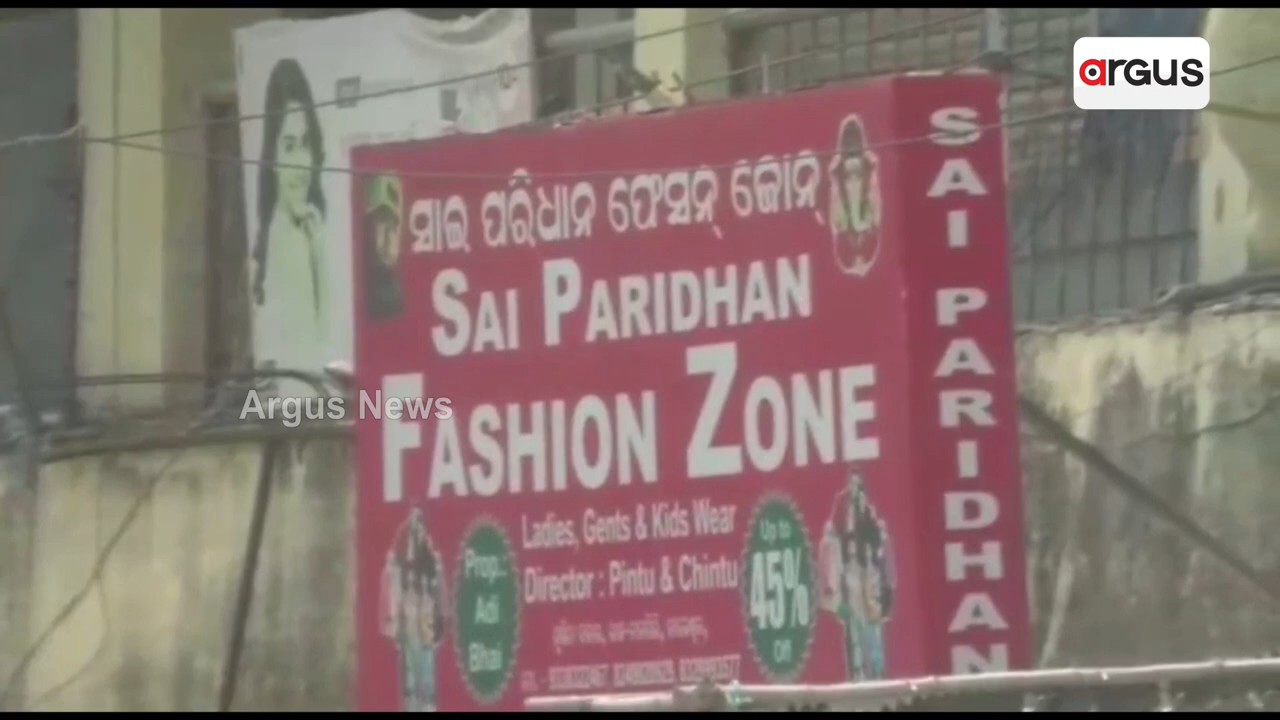 argus
ସାଇ ପରିଧାନ ଫେସନ୍ ଜୋନ୍
SAI PARIDHAN
FASHION ZONE
Argus News
Ladies, Gents & Kids Wear
Director : Pintu & Chintu
Prop..
Adi
Bhai
Up to
45%
Off
SAI PARIDHAN